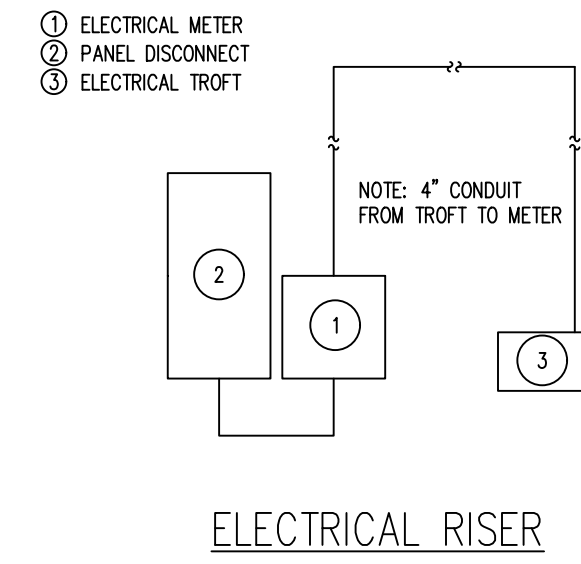 ① ELECTRICAL METER
② PANEL DISCONNECT
③ ELECTRICAL TROFT
NOTE: 4" CONDUIT
FROM TROFT TO METER
2
1
3
ELECTRICAL RISER